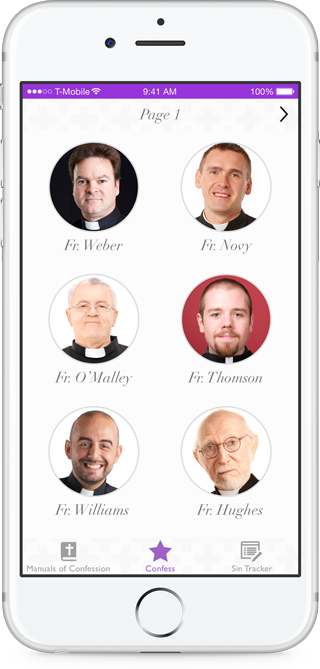 T-Mobile 9:41 AM 100%
Page 1
Fr. Weber Fr. Novy
Fr. O'Malley Fr. Thomson
Fr. Williams Fr. Hughes
Manuals of Confession Confess Sin Tracker